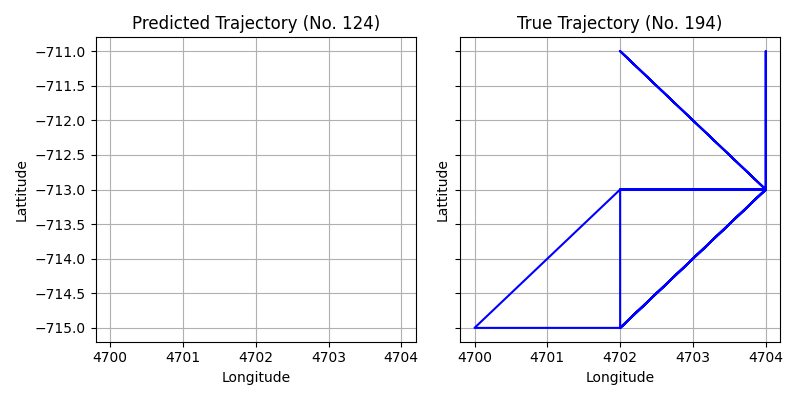 Predicted Trajectory (No. 124)
True Trajectory (No. 194)
Lattitude
−711.0
−711.5
−712.0
−712.5
−713.0
−713.5
−714.0
−714.5
−715.0
Lattitude
4700 4701 4702 4703 4704
4700 4701 4702 4703 4704
Longitude
Longitude